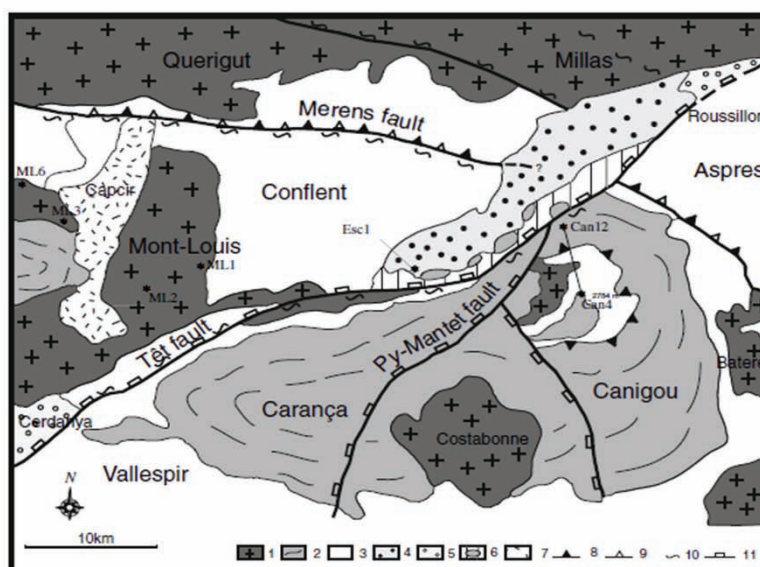 Querigut
Millas
Merens fault
Roussillon
?
ML6
Capcir
Aspres
ML3
Conflent
Esc1
Can12
Mont-Louis
ML1
ML2
2784 m
Can4
Têt fault
Py-Mantet fault
Batere
Canigou
Carança
Cerdanya
Costabonne
Vallespir
N
10km
1 2 3 4 5 6 7 8 9 10 11